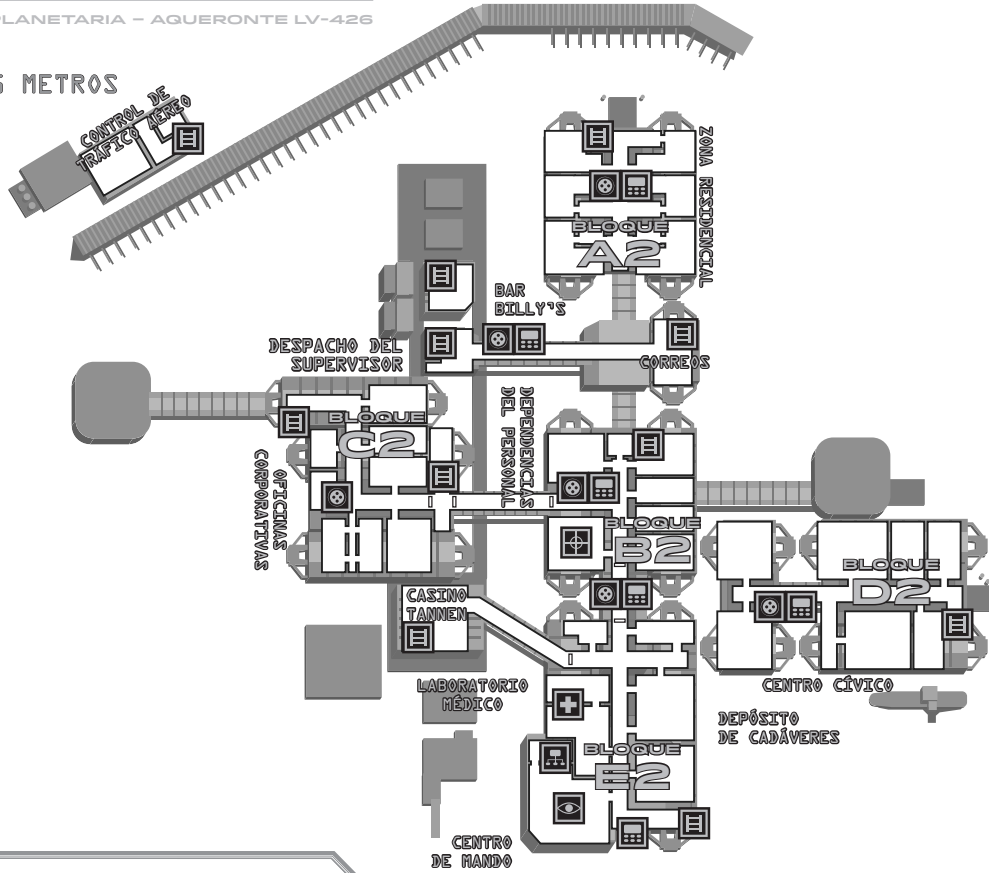 PLANETARIA – AQUERONTE LV-426
METROS
CONTROL DE
TRÁFICO AÉREO
ZONA RESIDENCIAL
BLOQUE
A2
BAR
BILLY'S
DESPACHO DEL
SUPERVISOR
CORREOS
BLOQUE
C2
DEPENDENCIAS
DEL PERSONAL
OFICINAS
CORPORATIVAS
BLOQUE
B2
BLOQUE
D2
CASINO
TANNEN
LABORATORIO
MÉDICO
CENTRO CÍVICO
DEPÓSITO
DE CADÁVERES
BLOQUE
E2
CENTRO
DE MANDO